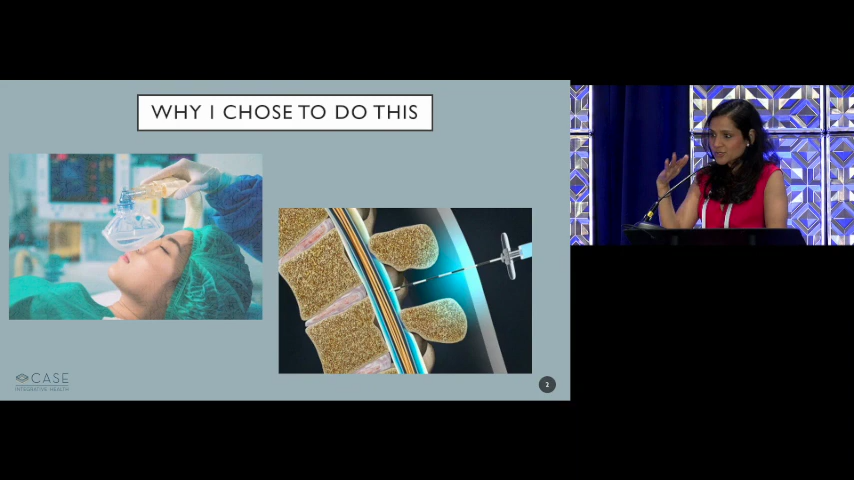 WHY I CHOSE TO DO THIS
CASE
INTEGRATIVE HEALTH
2